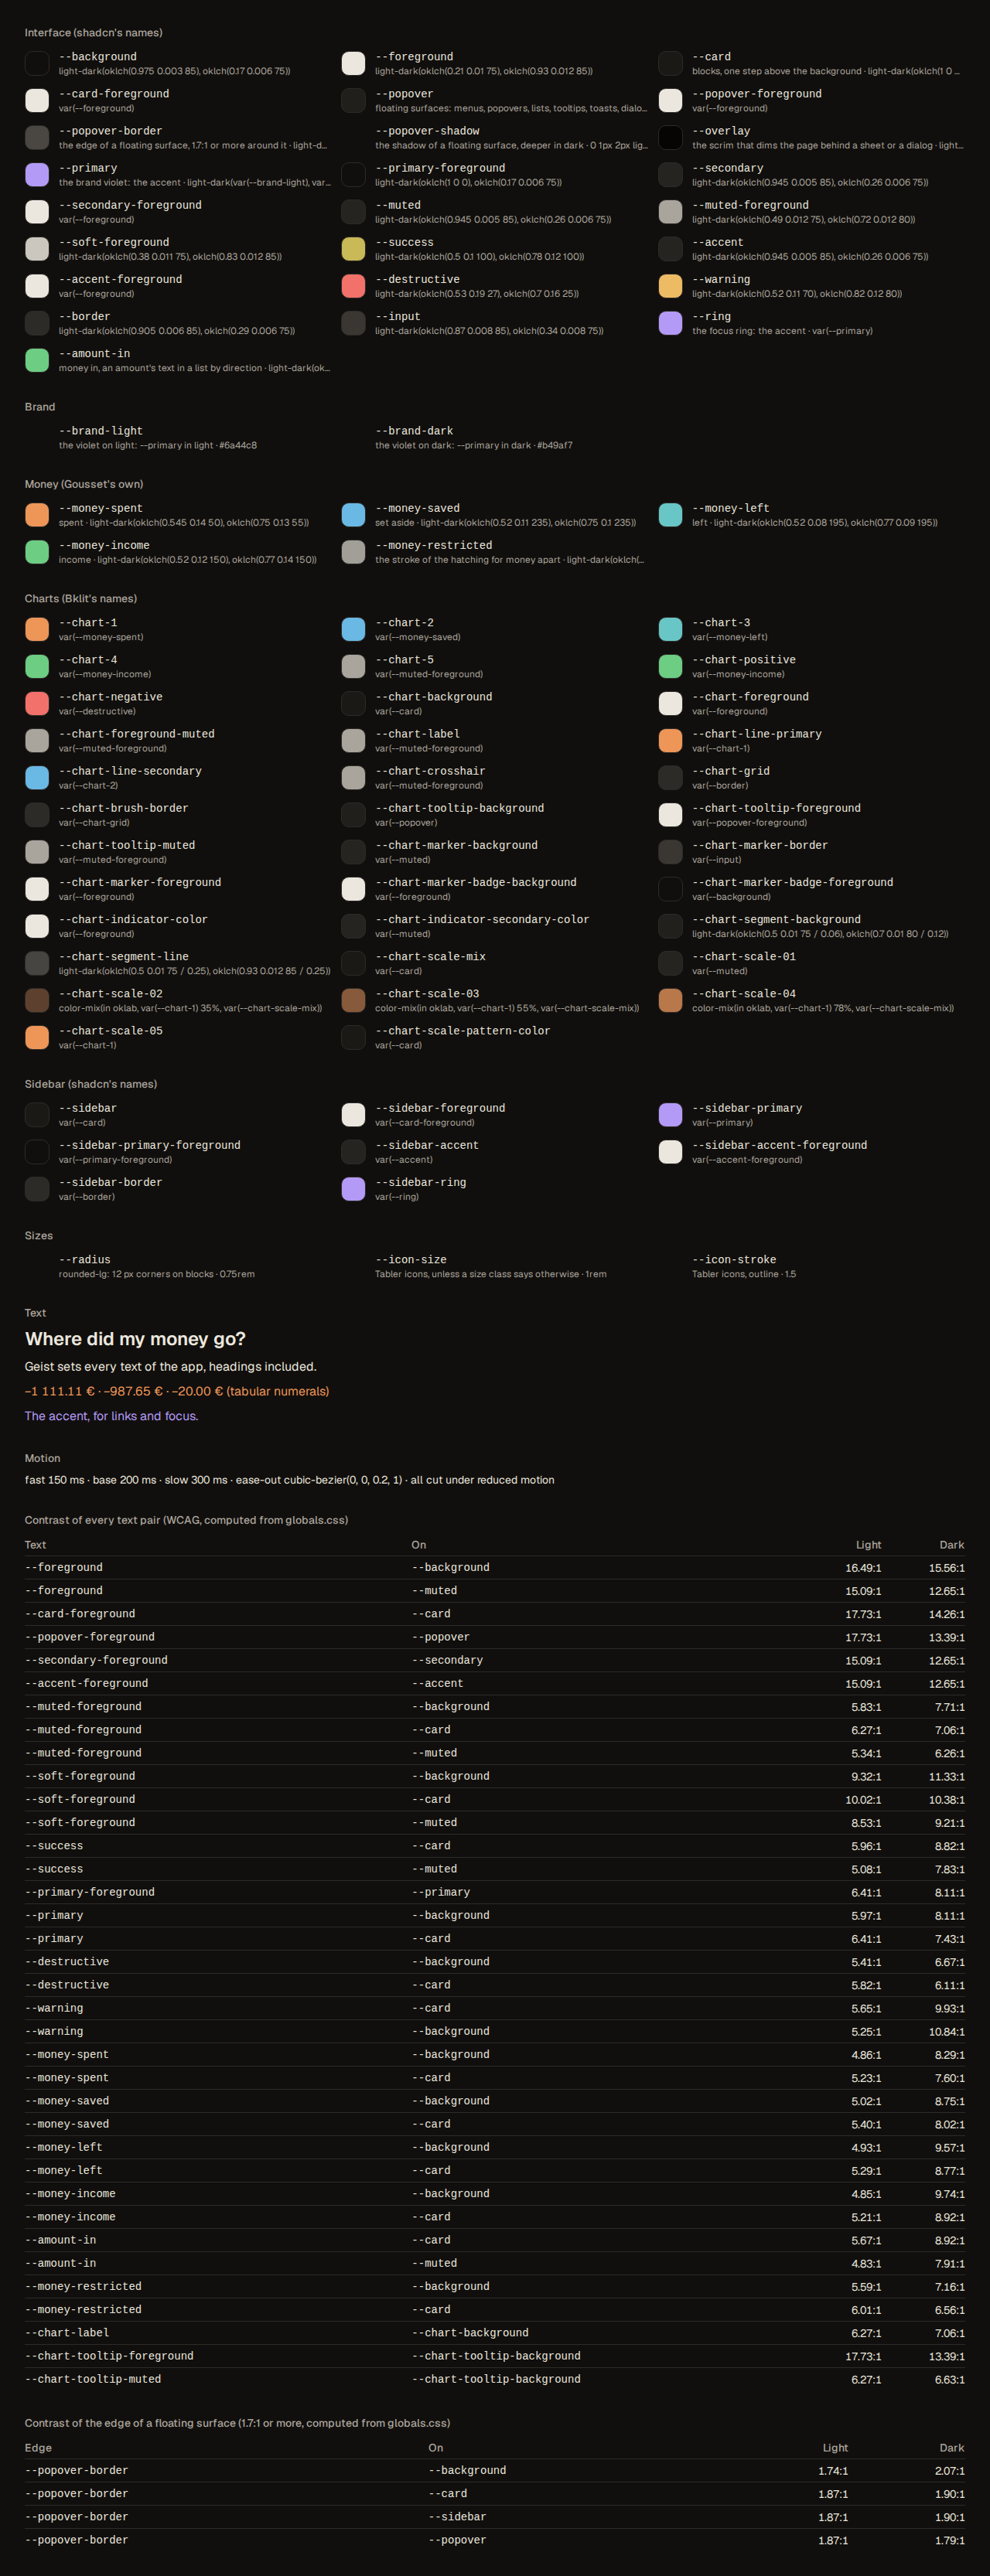 Interface (shadcn's names)
--background
light-dark(oklch(0.975 0.003 85), oklch(0.17 0.006 75))
--foreground
light-dark(oklch(0.21 0.01 75), oklch(0.93 0.012 85))
--card
blocks, one step above the background · light-dark(oklch(1 0 …
--card-foreground
var(--foreground)
--popover
floating surfaces: menus, popovers, lists, tooltips, toasts, dialo…
--popover-foreground
var(--foreground)
--popover-border
the edge of a floating surface, 1.7:1 or more around it · light-d…
--popover-shadow
the shadow of a floating surface, deeper in dark · 0 1px 2px lig…
--overlay
the scrim that dims the page behind a sheet or a dialog · light…
--primary
the brand violet: the accent · light-dark(var(--brand-light), var…
--primary-foreground
light-dark(oklch(1 0 0), oklch(0.17 0.006 75))
--secondary
light-dark(oklch(0.945 0.005 85), oklch(0.26 0.006 75))
--secondary-foreground
var(--foreground)
--muted
light-dark(oklch(0.945 0.005 85), oklch(0.26 0.006 75))
--muted-foreground
light-dark(oklch(0.49 0.012 75), oklch(0.72 0.012 80))
--soft-foreground
light-dark(oklch(0.38 0.011 75), oklch(0.83 0.012 85))
--success
light-dark(oklch(0.5 0.1 100), oklch(0.78 0.12 100))
--accent
light-dark(oklch(0.945 0.005 85), oklch(0.26 0.006 75))
--accent-foreground
var(--foreground)
--destructive
light-dark(oklch(0.53 0.19 27), oklch(0.7 0.16 25))
--warning
light-dark(oklch(0.52 0.11 70), oklch(0.82 0.12 80))
--border
light-dark(oklch(0.905 0.006 85), oklch(0.29 0.006 75))
--input
light-dark(oklch(0.87 0.008 85), oklch(0.34 0.008 75))
--ring
the focus ring: the accent · var(--primary)
--amount-in
money in, an amount's text in a list by direction · light-dark(ok…
Brand
--brand-light
the violet on light: --primary in light · #6a44c8
--brand-dark
the violet on dark: --primary in dark · #b49af7
Money (Gousset's own)
--money-spent
spent · light-dark(oklch(0.545 0.14 50), oklch(0.75 0.13 55))
--money-saved
set aside · light-dark(oklch(0.52 0.11 235), oklch(0.75 0.1 235))
--money-left
left · light-dark(oklch(0.52 0.08 195), oklch(0.77 0.09 195))
--money-income
income · light-dark(oklch(0.52 0.12 150), oklch(0.77 0.14 150))
--money-restricted
the stroke of the hatching for money apart · light-dark(oklch(…
Charts (Bklit's names)
--chart-1
var(--money-spent)
--chart-2
var(--money-saved)
--chart-3
var(--money-left)
--chart-4
var(--money-income)
--chart-5
var(--muted-foreground)
--chart-positive
var(--money-income)
--chart-negative
var(--destructive)
--chart-background
var(--card)
--chart-foreground
var(--foreground)
--chart-foreground-muted
var(--muted-foreground)
--chart-label
var(--muted-foreground)
--chart-line-primary
var(--chart-1)
--chart-line-secondary
var(--chart-2)
--chart-crosshair
var(--muted-foreground)
--chart-grid
var(--border)
--chart-brush-border
var(--chart-grid)
--chart-tooltip-background
var(--popover)
--chart-tooltip-foreground
var(--popover-foreground)
--chart-tooltip-muted
var(--muted-foreground)
--chart-marker-background
var(--muted)
--chart-marker-border
var(--input)
--chart-marker-foreground
var(--foreground)
--chart-marker-badge-background
var(--foreground)
--chart-marker-badge-foreground
var(--background)
--chart-indicator-color
var(--foreground)
--chart-indicator-secondary-color
var(--muted)
--chart-segment-background
light-dark(oklch(0.5 0.01 75 / 0.06), oklch(0.7 0.01 80 / 0.12))
--chart-segment-line
light-dark(oklch(0.5 0.01 75 / 0.25), oklch(0.93 0.012 85 / 0.25))
--chart-scale-mix
var(--card)
--chart-scale-01
var(--muted)
--chart-scale-02
color-mix(in oklab, var(--chart-1) 35%, var(--chart-scale-mix))
--chart-scale-03
color-mix(in oklab, var(--chart-1) 55%, var(--chart-scale-mix))
--chart-scale-04
color-mix(in oklab, var(--chart-1) 78%, var(--chart-scale-mix))
--chart-scale-05
var(--chart-1)
--chart-scale-pattern-color
var(--card)
Sidebar (shadcn's names)
--sidebar
var(--card)
--sidebar-foreground
var(--card-foreground)
--sidebar-primary
var(--primary)
--sidebar-primary-foreground
var(--primary-foreground)
--sidebar-accent
var(--accent)
--sidebar-accent-foreground
var(--accent-foreground)
--sidebar-border
var(--border)
--sidebar-ring
var(--ring)
Sizes
--radius
rounded-lg: 12 px corners on blocks · 0.75rem
--icon-size
Tabler icons, unless a size class says otherwise · 1rem
--icon-stroke
Tabler icons, outline · 1.5
Text
Where did my money go?
Geist sets every text of the app, headings included.
−1 111.11 € · −987.65 € · −20.00 € (tabular numerals)
The accent, for links and focus.
Motion
fast 150 ms · base 200 ms · slow 300 ms · ease-out cubic-bezier(0, 0, 0.2, 1) · all cut under reduced motion
Contrast of every text pair (WCAG, computed from globals.css)
Text On Light Dark
--foreground --background 16.49:1 15.56:1
--foreground --muted 15.09:1 12.65:1
--card-foreground --card 17.73:1 14.26:1
--popover-foreground --popover 17.73:1 13.39:1
--secondary-foreground --secondary 15.09:1 12.65:1
--accent-foreground --accent 15.09:1 12.65:1
--muted-foreground --background 5.83:1 7.71:1
--muted-foreground --card 6.27:1 7.06:1
--muted-foreground --muted 5.34:1 6.26:1
--soft-foreground --background 9.32:1 11.33:1
--soft-foreground --card 10.02:1 10.38:1
--soft-foreground --muted 8.53:1 9.21:1
--success --card 5.96:1 8.82:1
--success --muted 5.08:1 7.83:1
--primary-foreground --primary 6.41:1 8.11:1
--primary --background 5.97:1 8.11:1
--primary --card 6.41:1 7.43:1
--destructive --background 5.41:1 6.67:1
--destructive --card 5.82:1 6.11:1
--warning --card 5.65:1 9.93:1
--warning --background 5.25:1 10.84:1
--money-spent --background 4.86:1 8.29:1
--money-spent --card 5.23:1 7.60:1
--money-saved --background 5.02:1 8.75:1
--money-saved --card 5.40:1 8.02:1
--money-left --background 4.93:1 9.57:1
--money-left --card 5.29:1 8.77:1
--money-income --background 4.85:1 9.74:1
--money-income --card 5.21:1 8.92:1
--amount-in --card 5.67:1 8.92:1
--amount-in --muted 4.83:1 7.91:1
--money-restricted --background 5.59:1 7.16:1
--money-restricted --card 6.01:1 6.56:1
--chart-label --chart-background 6.27:1 7.06:1
--chart-tooltip-foreground --chart-tooltip-background 17.73:1 13.39:1
--chart-tooltip-muted --chart-tooltip-background 6.27:1 6.63:1
Contrast of the edge of a floating surface (1.7:1 or more, computed from globals.css)
Edge On Light Dark
--popover-border --background 1.74:1 2.07:1
--popover-border --card 1.87:1 1.90:1
--popover-border --sidebar 1.87:1 1.90:1
--popover-border --popover 1.87:1 1.79:1